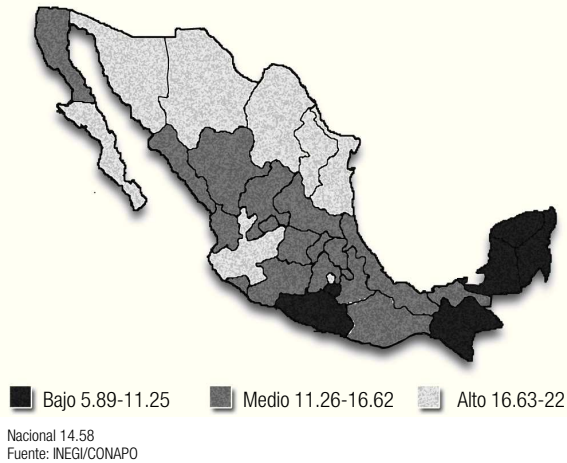 Bajo 5.89-11.25 Medio 11.26-16.62 Alto 16.63-22
Nacional 14.58
Fuente: INEGI/CONAPO